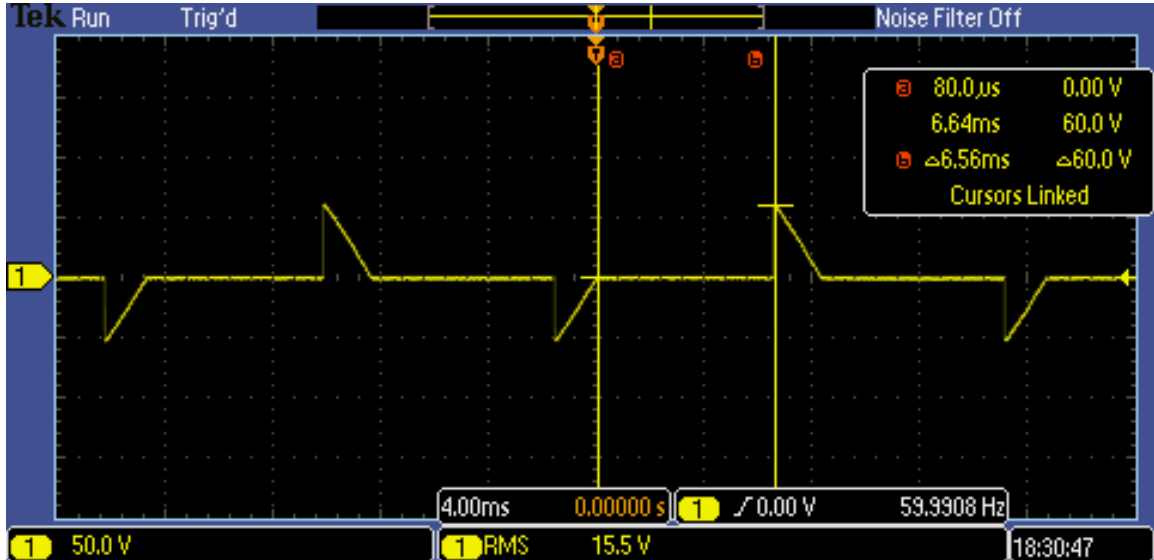 Tek Run Trig'd Noise Filter Off
T
T a b
a 80.0µs 0.00 V
6.64ms 60.0 V
b △6.56ms △60.0 V
Cursors Linked
1
4.00ms 0.00000 s 1 ∫ 0.00 V 59.9908 Hz
1 50.0 V 1 RMS 15.5 V 18:30:47